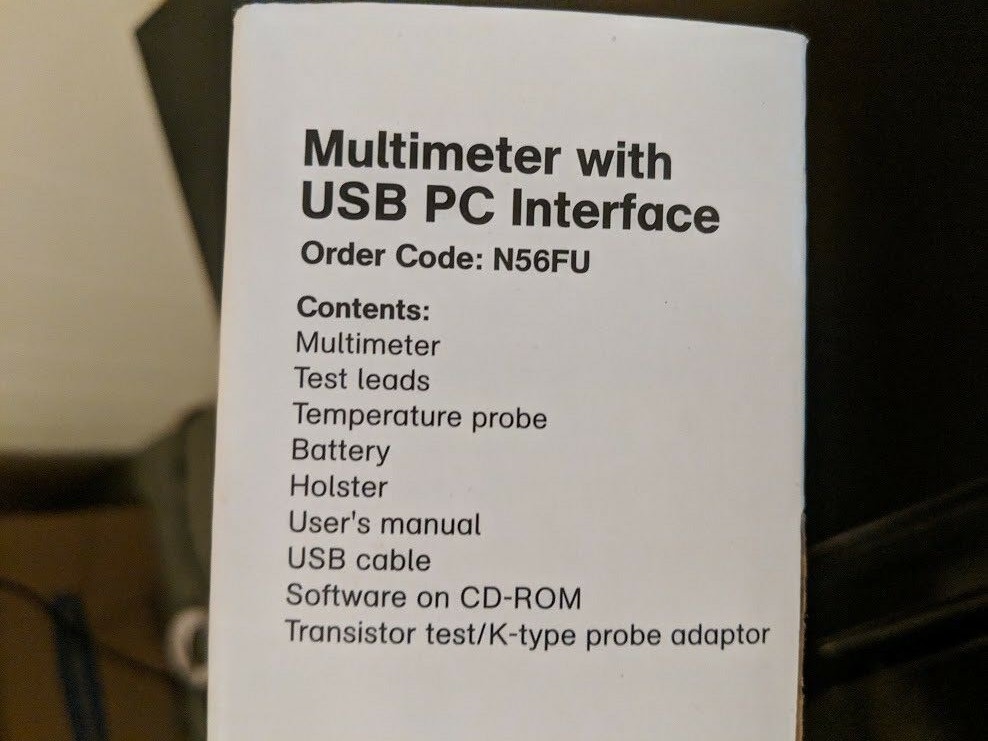 Multimeter with
USB PC Interface
Order Code: N56FU
Contents:
Multimeter
Test leads
Temperature probe
Battery
Holster
User's manual
USB cable
Software on CD-ROM
Transistor test/K-type probe adaptor